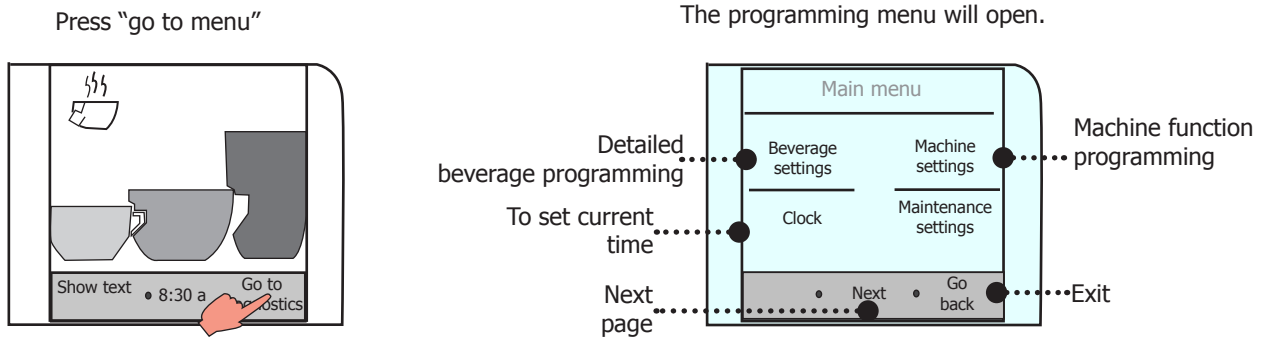 Press “go to menu”
Show text
8:30 a
Go to
The programming menu will open.
Main menu
Beverage
settings
Machine
settings
Clock
Maintenance
settings
Next
Go
back
Detailed
beverage programming
To set current
time
Next
page
Machine function
programming
Exit